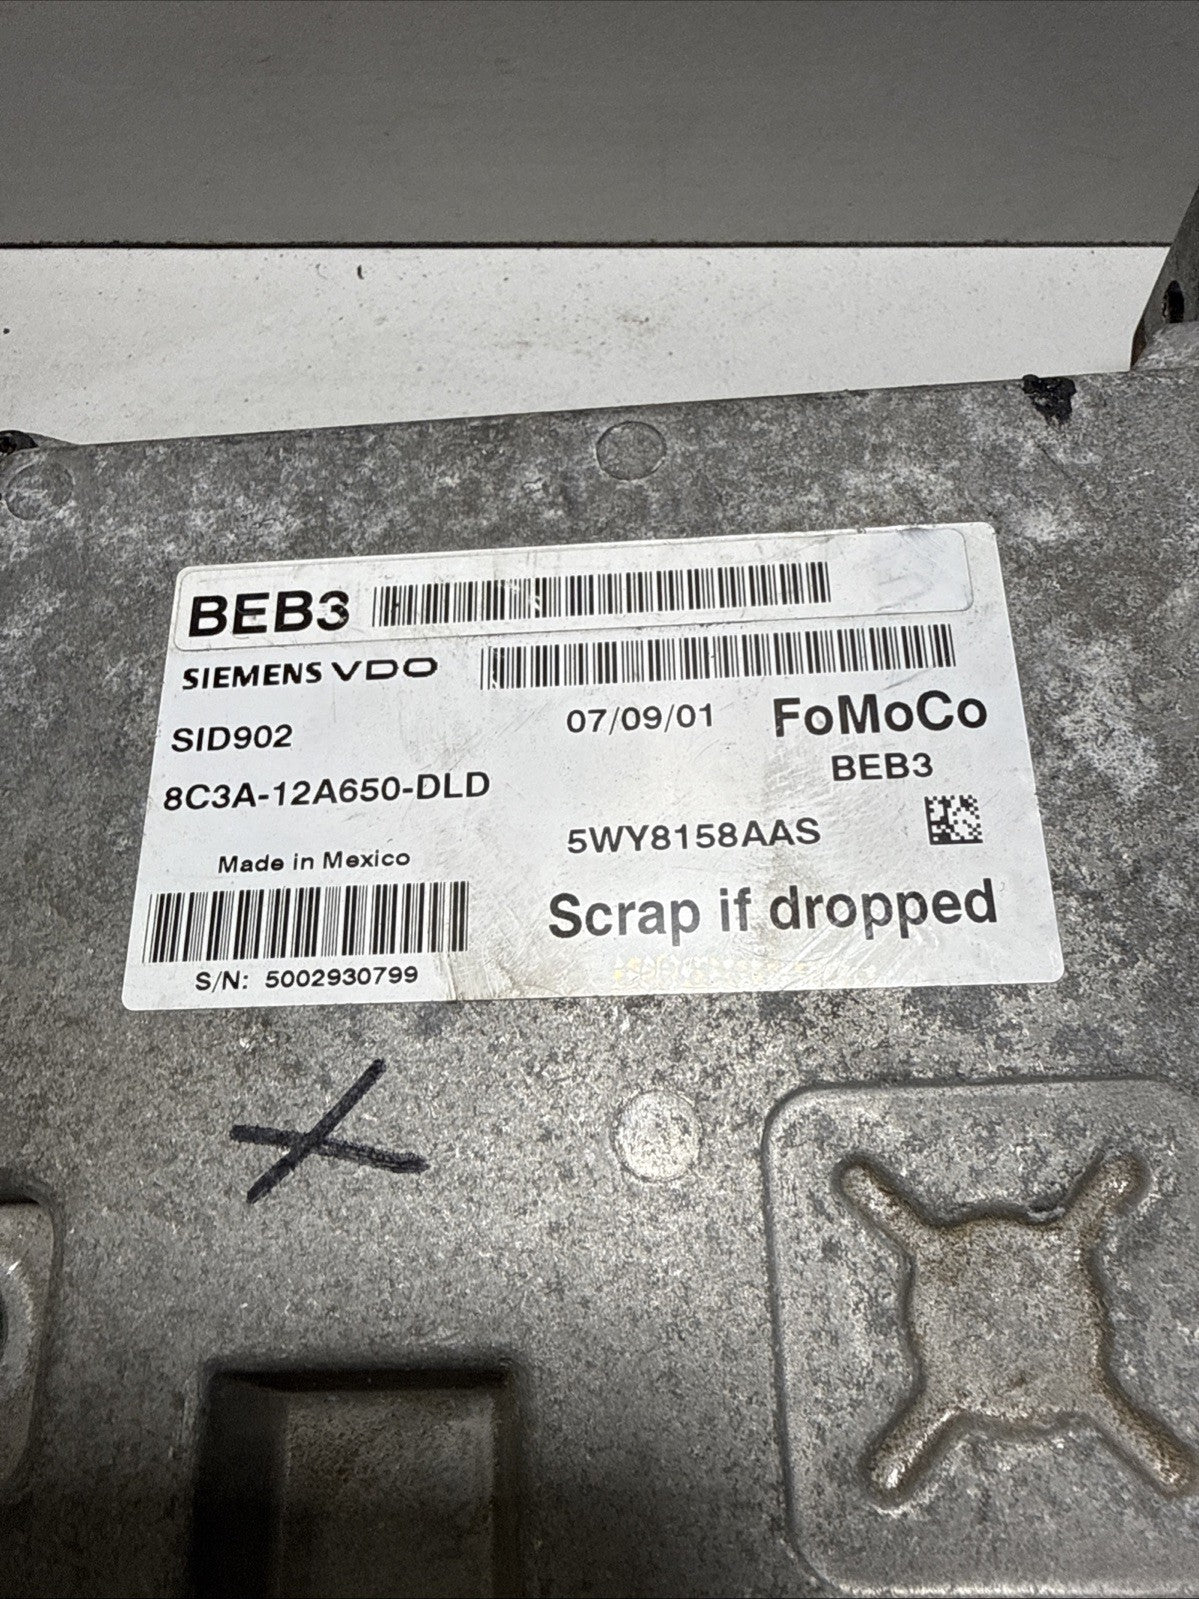 BEB3
SIEMENS VDO
SID902
07/09/01
FoMoCo
BEB3
8C3A-12A650-DLD
5WY8158AAS
Made in Mexico
Scrap if dropped
S/N: 5002930799